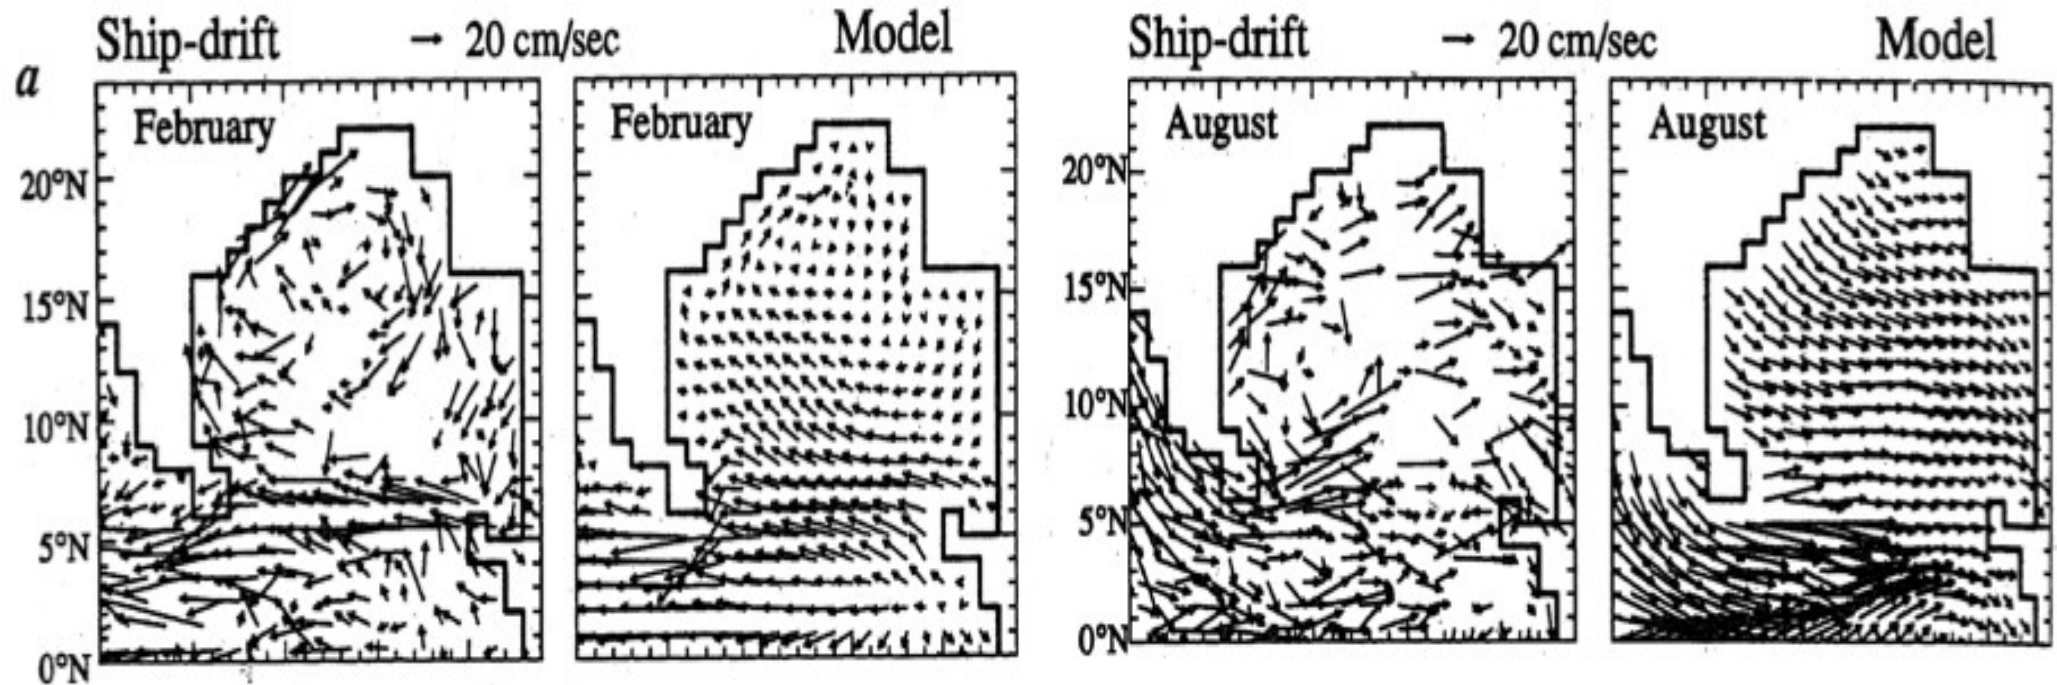 Ship-drift → 20 cm/sec Model
Ship-drift → 20 cm/sec Model
a
February
February
August
August
20°N
15°N
10°N
5°N
0°N
20°N
15°N
10°N
5°N
0°N